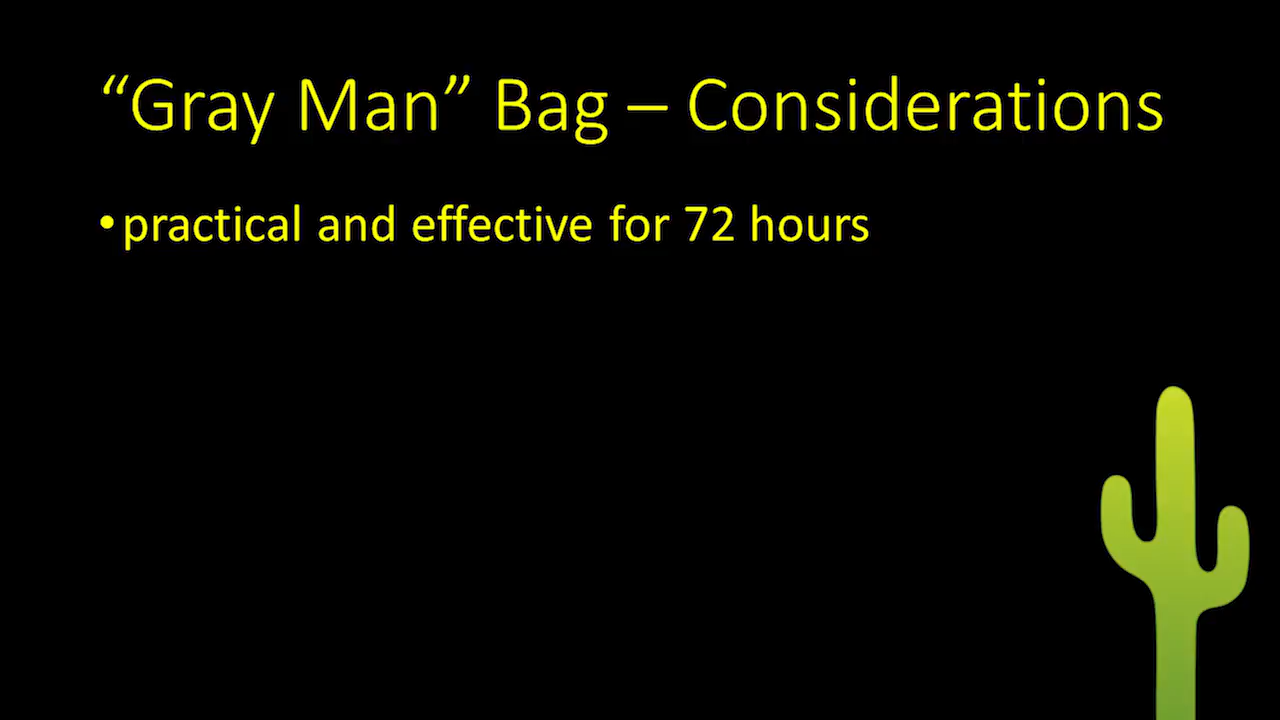 “Gray Man” Bag – Considerations
•practical and effective for 72 hours